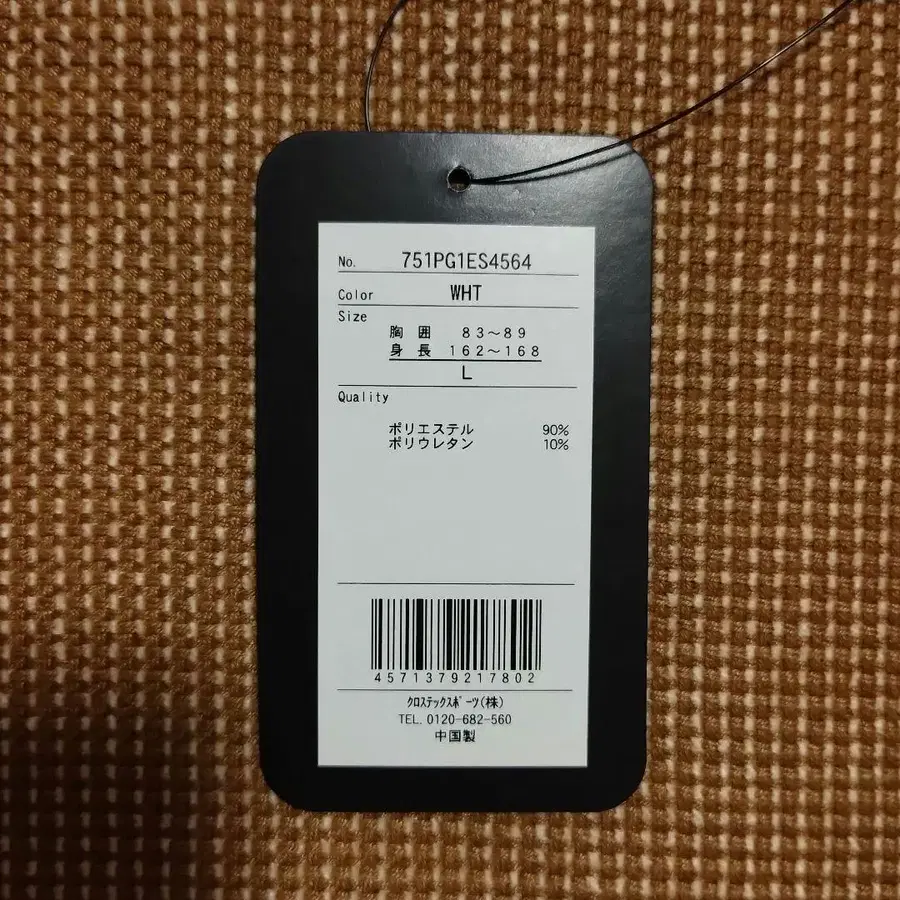 No. 751PG1ES4564
Color WHT
Size
胸 囲 83～89
身 長 162～168
L
Quality
ポリエステル 90%
ポリウレタン 10%
4571379217802
ｸﾛｽﾃｯｸｽﾎﾟｰﾂ(株)
TEL. 0120-682-560
中国製